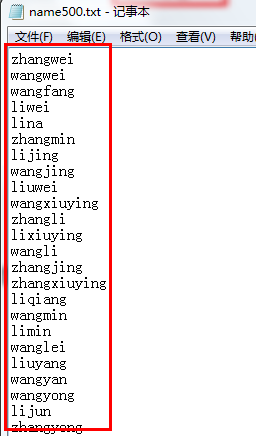 name500.txt - 记事本
文件(F) 编辑(E) 格式(O) 查看(V) 帮助
zhangwei
wangwei
wangfang
liwei
lina
zhangmin
lijing
wangjing
liuwei
wangxiuying
zhangli
lixiuying
wangli
zhangjing
zhangxiuying
liqiang
wangmin
limin
wanglei
liuyang
wangyan
wangyong
lijun
zhangyong